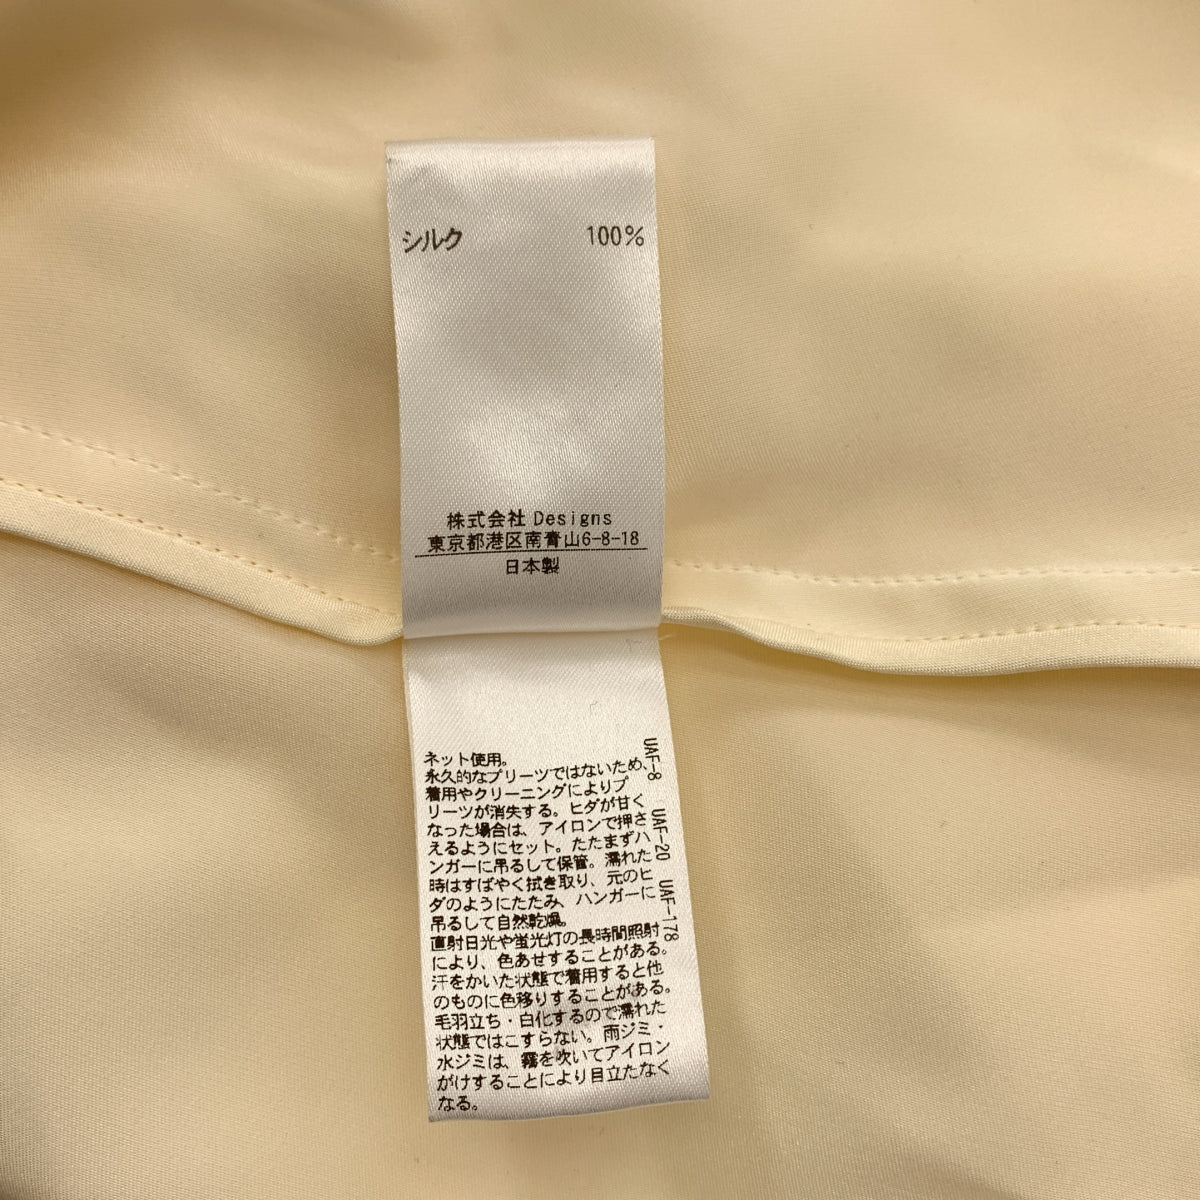 シルク 100%
株式会社 Designs
東京都港区南青山6-8-18
日本製
ネット使用。
永久的なプリーツではないため、
着用やクリーニングによりプ
リーツが消失する。ヒダが甘く
なった場合は、アイロンで押さ
えるようにセット。たたまずハ
ンガーに吊るして保管。濡れた
時はすばやく拭き取り、元のヒ
ダのようにたたみ、ハンガーに
吊るして自然乾燥。
直射日光や蛍光灯の長時間照射
により、色あせすることがある。
汗をかいた状態で着用すると他
のものに色移りすることがある。
毛羽立ち・白化するので濡れた
状態ではこすらない。雨ジミ・
水ジミは、霧を吹いてアイロン
がけすることにより目立たなく
なる。
UAF-8 UAF-20 UAF-178